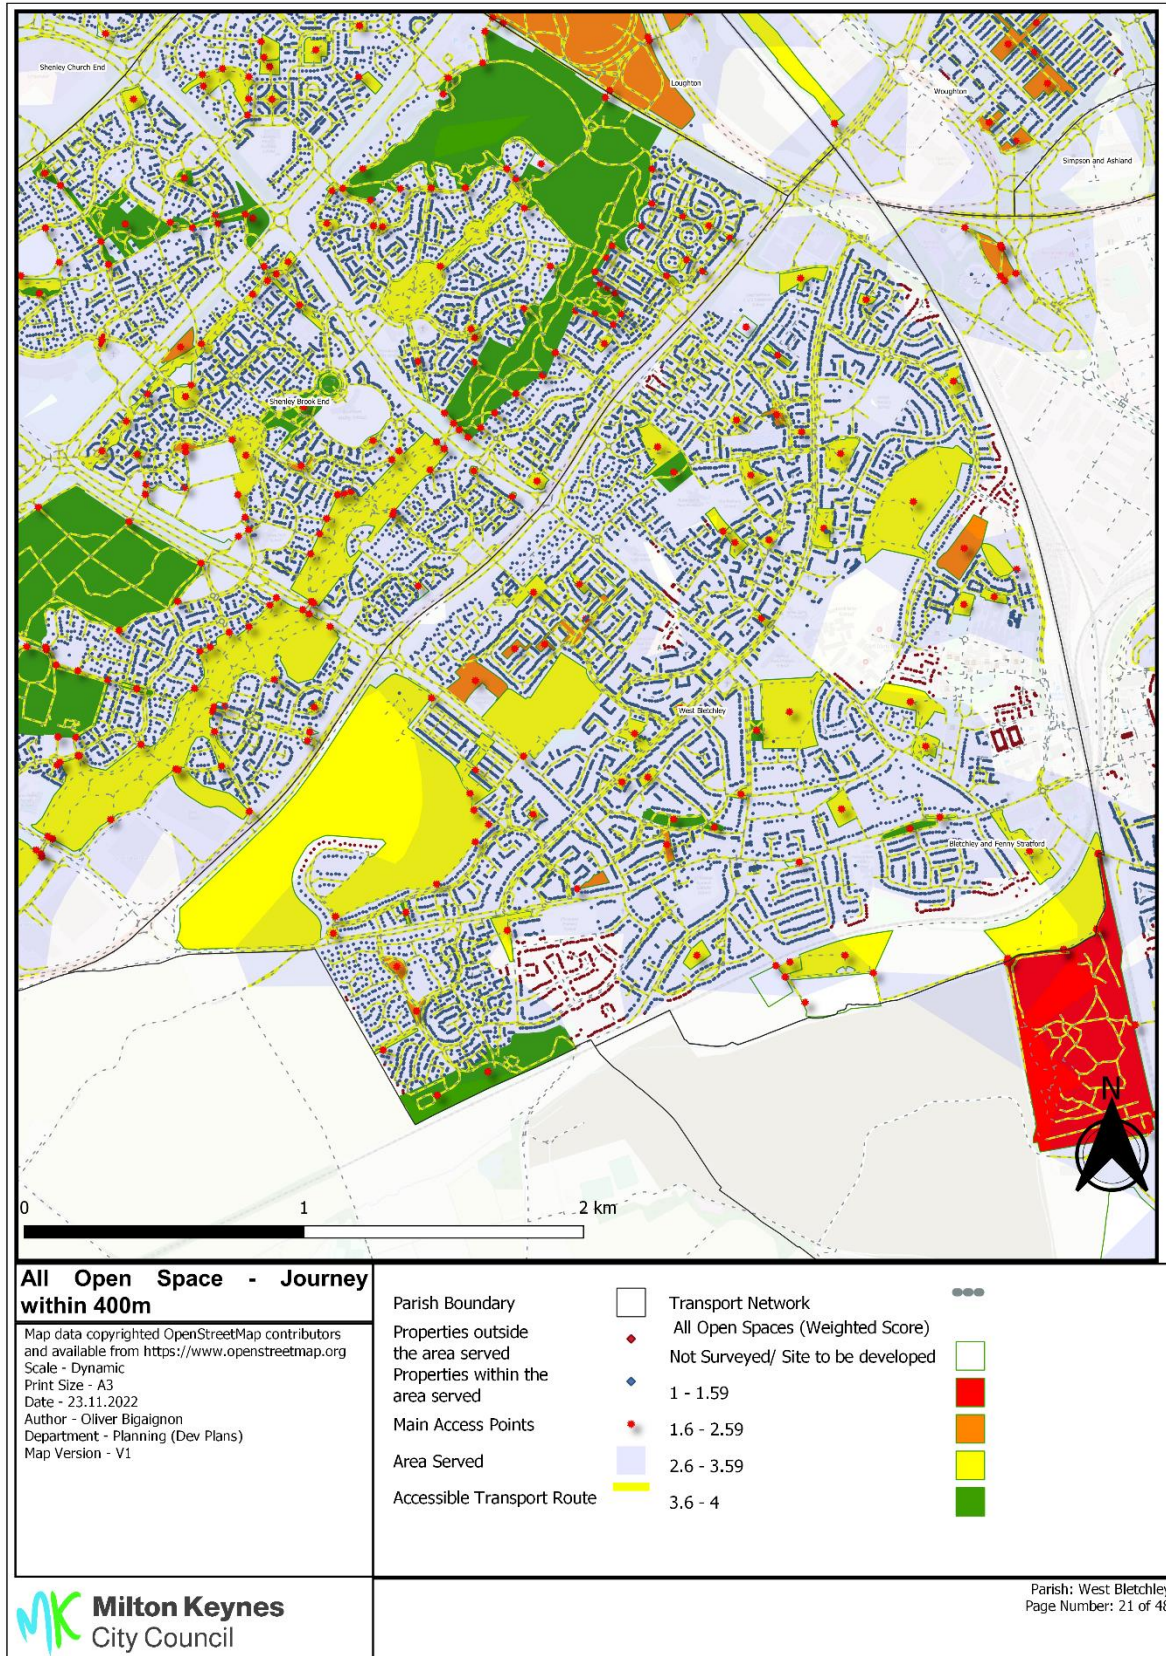 Shenley Church End
Loughton
Woughton
Simpson and Ashland
Shenley Brook End
West Bletchley
Bletchley and Fenny Stratford
N
0 1 2 km
All Open Space - Journey
within 400m
Map data copyrighted OpenStreetMap contributors
and available from https://www.openstreetmap.org
Scale - Dynamic
Print Size - A3
Date - 23.11.2022
Author - Oliver Bigaignon
Department - Planning (Dev Plans)
Map Version - V1
Parish Boundary
Properties outside
the area served
Properties within the
area served
Main Access Points
Area Served
Accessible Transport Route
Transport Network
All Open Spaces (Weighted Score)
Not Surveyed/ Site to be developed
1 - 1.59
1.6 - 2.59
2.6 - 3.59
3.6 - 4
MK Milton Keynes
City Council
Parish: West Bletchley
Page Number: 21 of 48